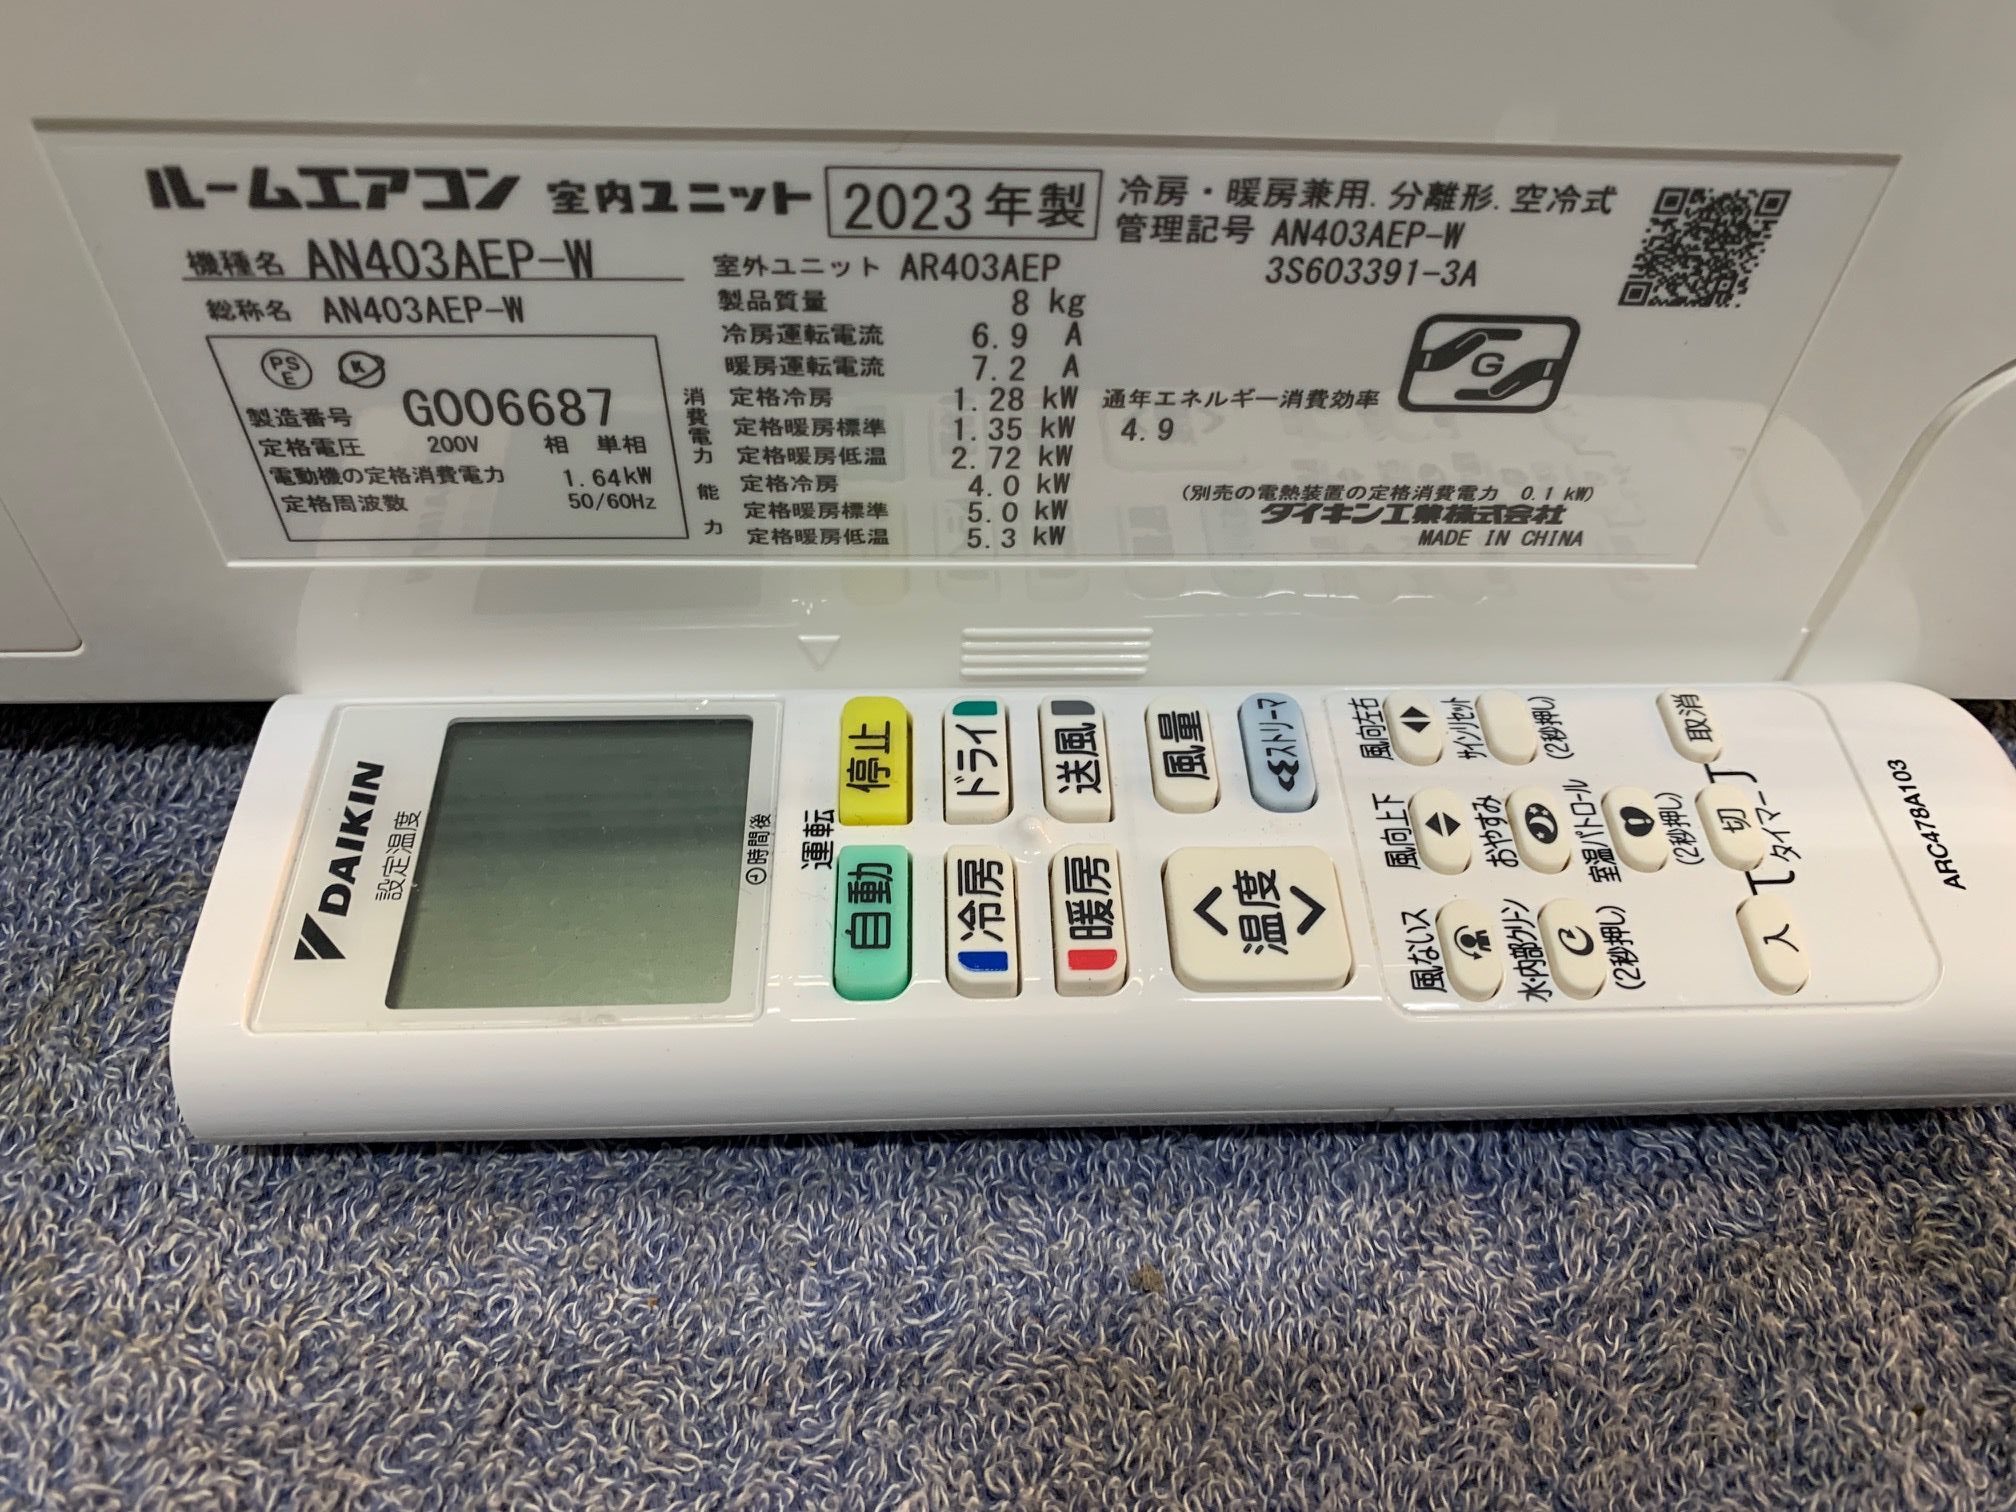 ルームエアコン 室内ユニット 2023年製
冷房・暖房兼用.分離形.空冷式
管理記号 AN403AEP-W
3S603391-3A
機種名 AN403AEP-W
総称名 AN403AEP-W
PS E
K
製造番号 G006687
定格電圧 200V 相 単相
電動機の定格消費電力 1.64kW
定格周波数 50/60Hz
室外ユニット AR403AEP
製品質量 8 kg
冷房運転電流 6.9 A
暖房運転電流 7.2 A
消費電力
定格冷房 1.28 kW
定格暖房標準 1.35 kW
定格暖房低温 2.72 kW
能力
定格冷房 4.0 kW
定格暖房標準 5.0 kW
定格暖房低温 5.3 kW
通年エネルギー消費効率
4.9
G
(別売の電熱装置の定格消費電力 0.1 kW)
ダイキン工業株式会社
MADE IN CHINA
DAIKIN
設定温度
時間後
運転
自動
停止
冷房
ドライ
暖房
送風
温度
風量
ストリーマ
風ないス
風向上下
風向左右
水・内部クリーン
(2秒押し)
おやすみ
サインリセット
(2秒押し)
室温パトロール
(2秒押し)
入
切
取消
タイマー
ARC478A103